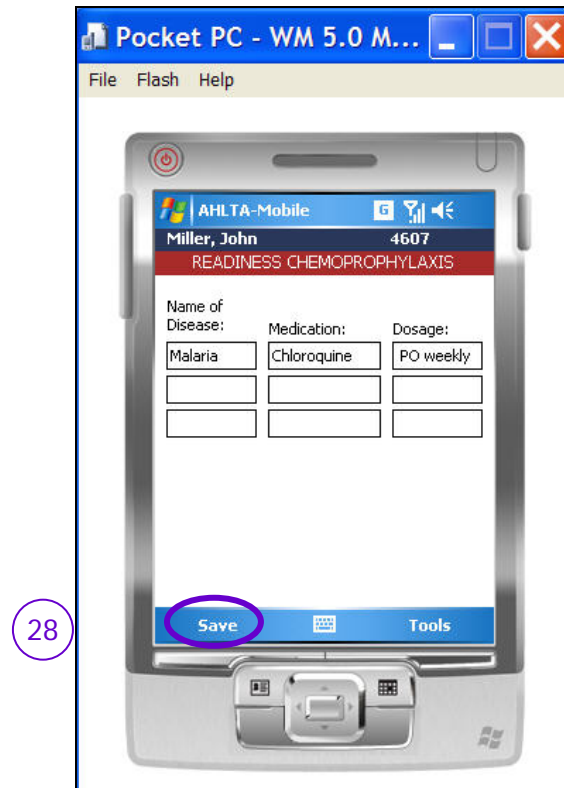 Pocket PC - WM 5.0 M...
File Flash Help
AHLTA-Mobile G
Miller, John 4607
READINESS CHEMOPROPHYLAXIS
Name of
Disease: Medication: Dosage:
Malaria Chloroquine PO weekly
28 Save Tools